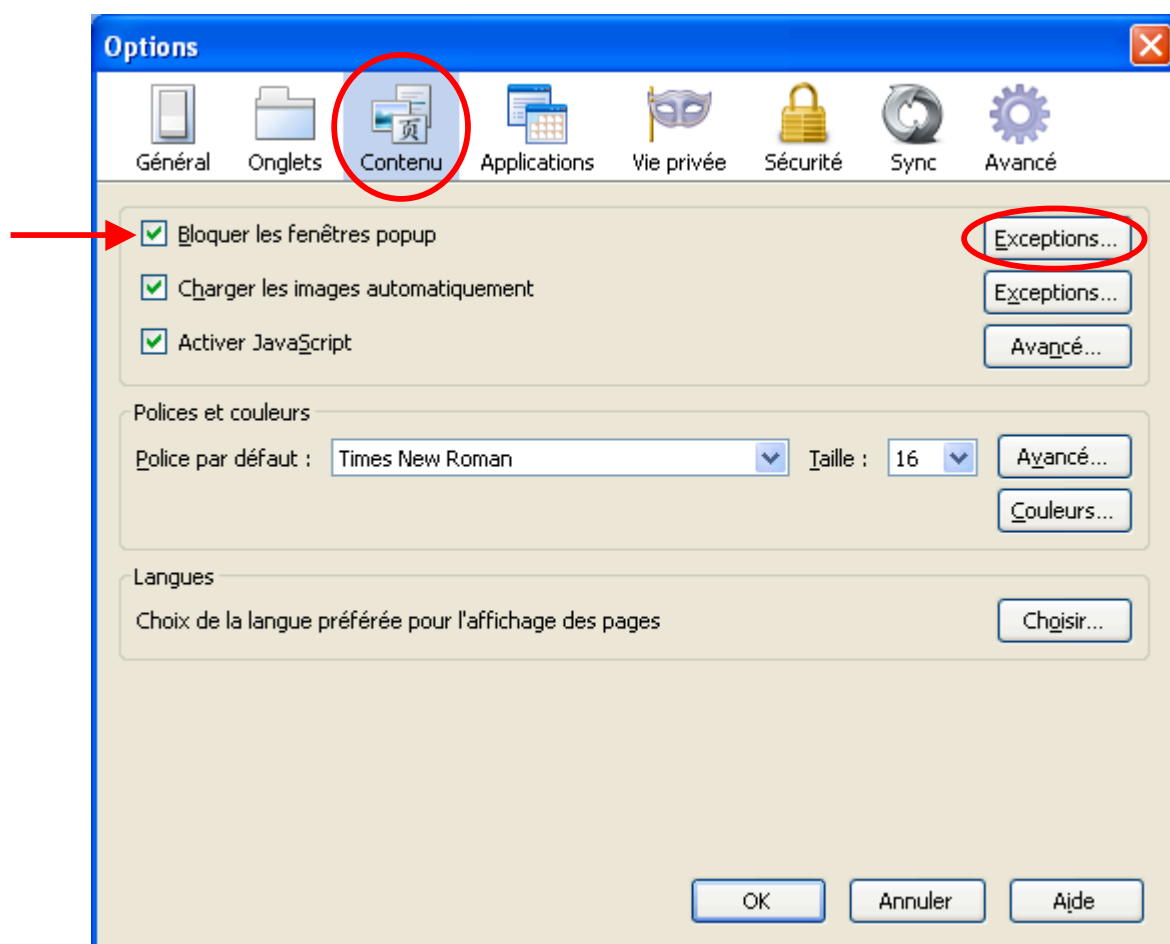 Options
Général Onglets Contenu Applications Vie privée Sécurité Sync Avancé
页
Bloquer les fenêtres popup Exceptions...
Charger les images automatiquement Exceptions...
Activer JavaScript Avancé...
Polices et couleurs
Police par défaut : Times New Roman Taille : 16 Avancé...
Couleurs...
Langues
Choix de la langue préférée pour l'affichage des pages Choisir...
OK Annuler Aide